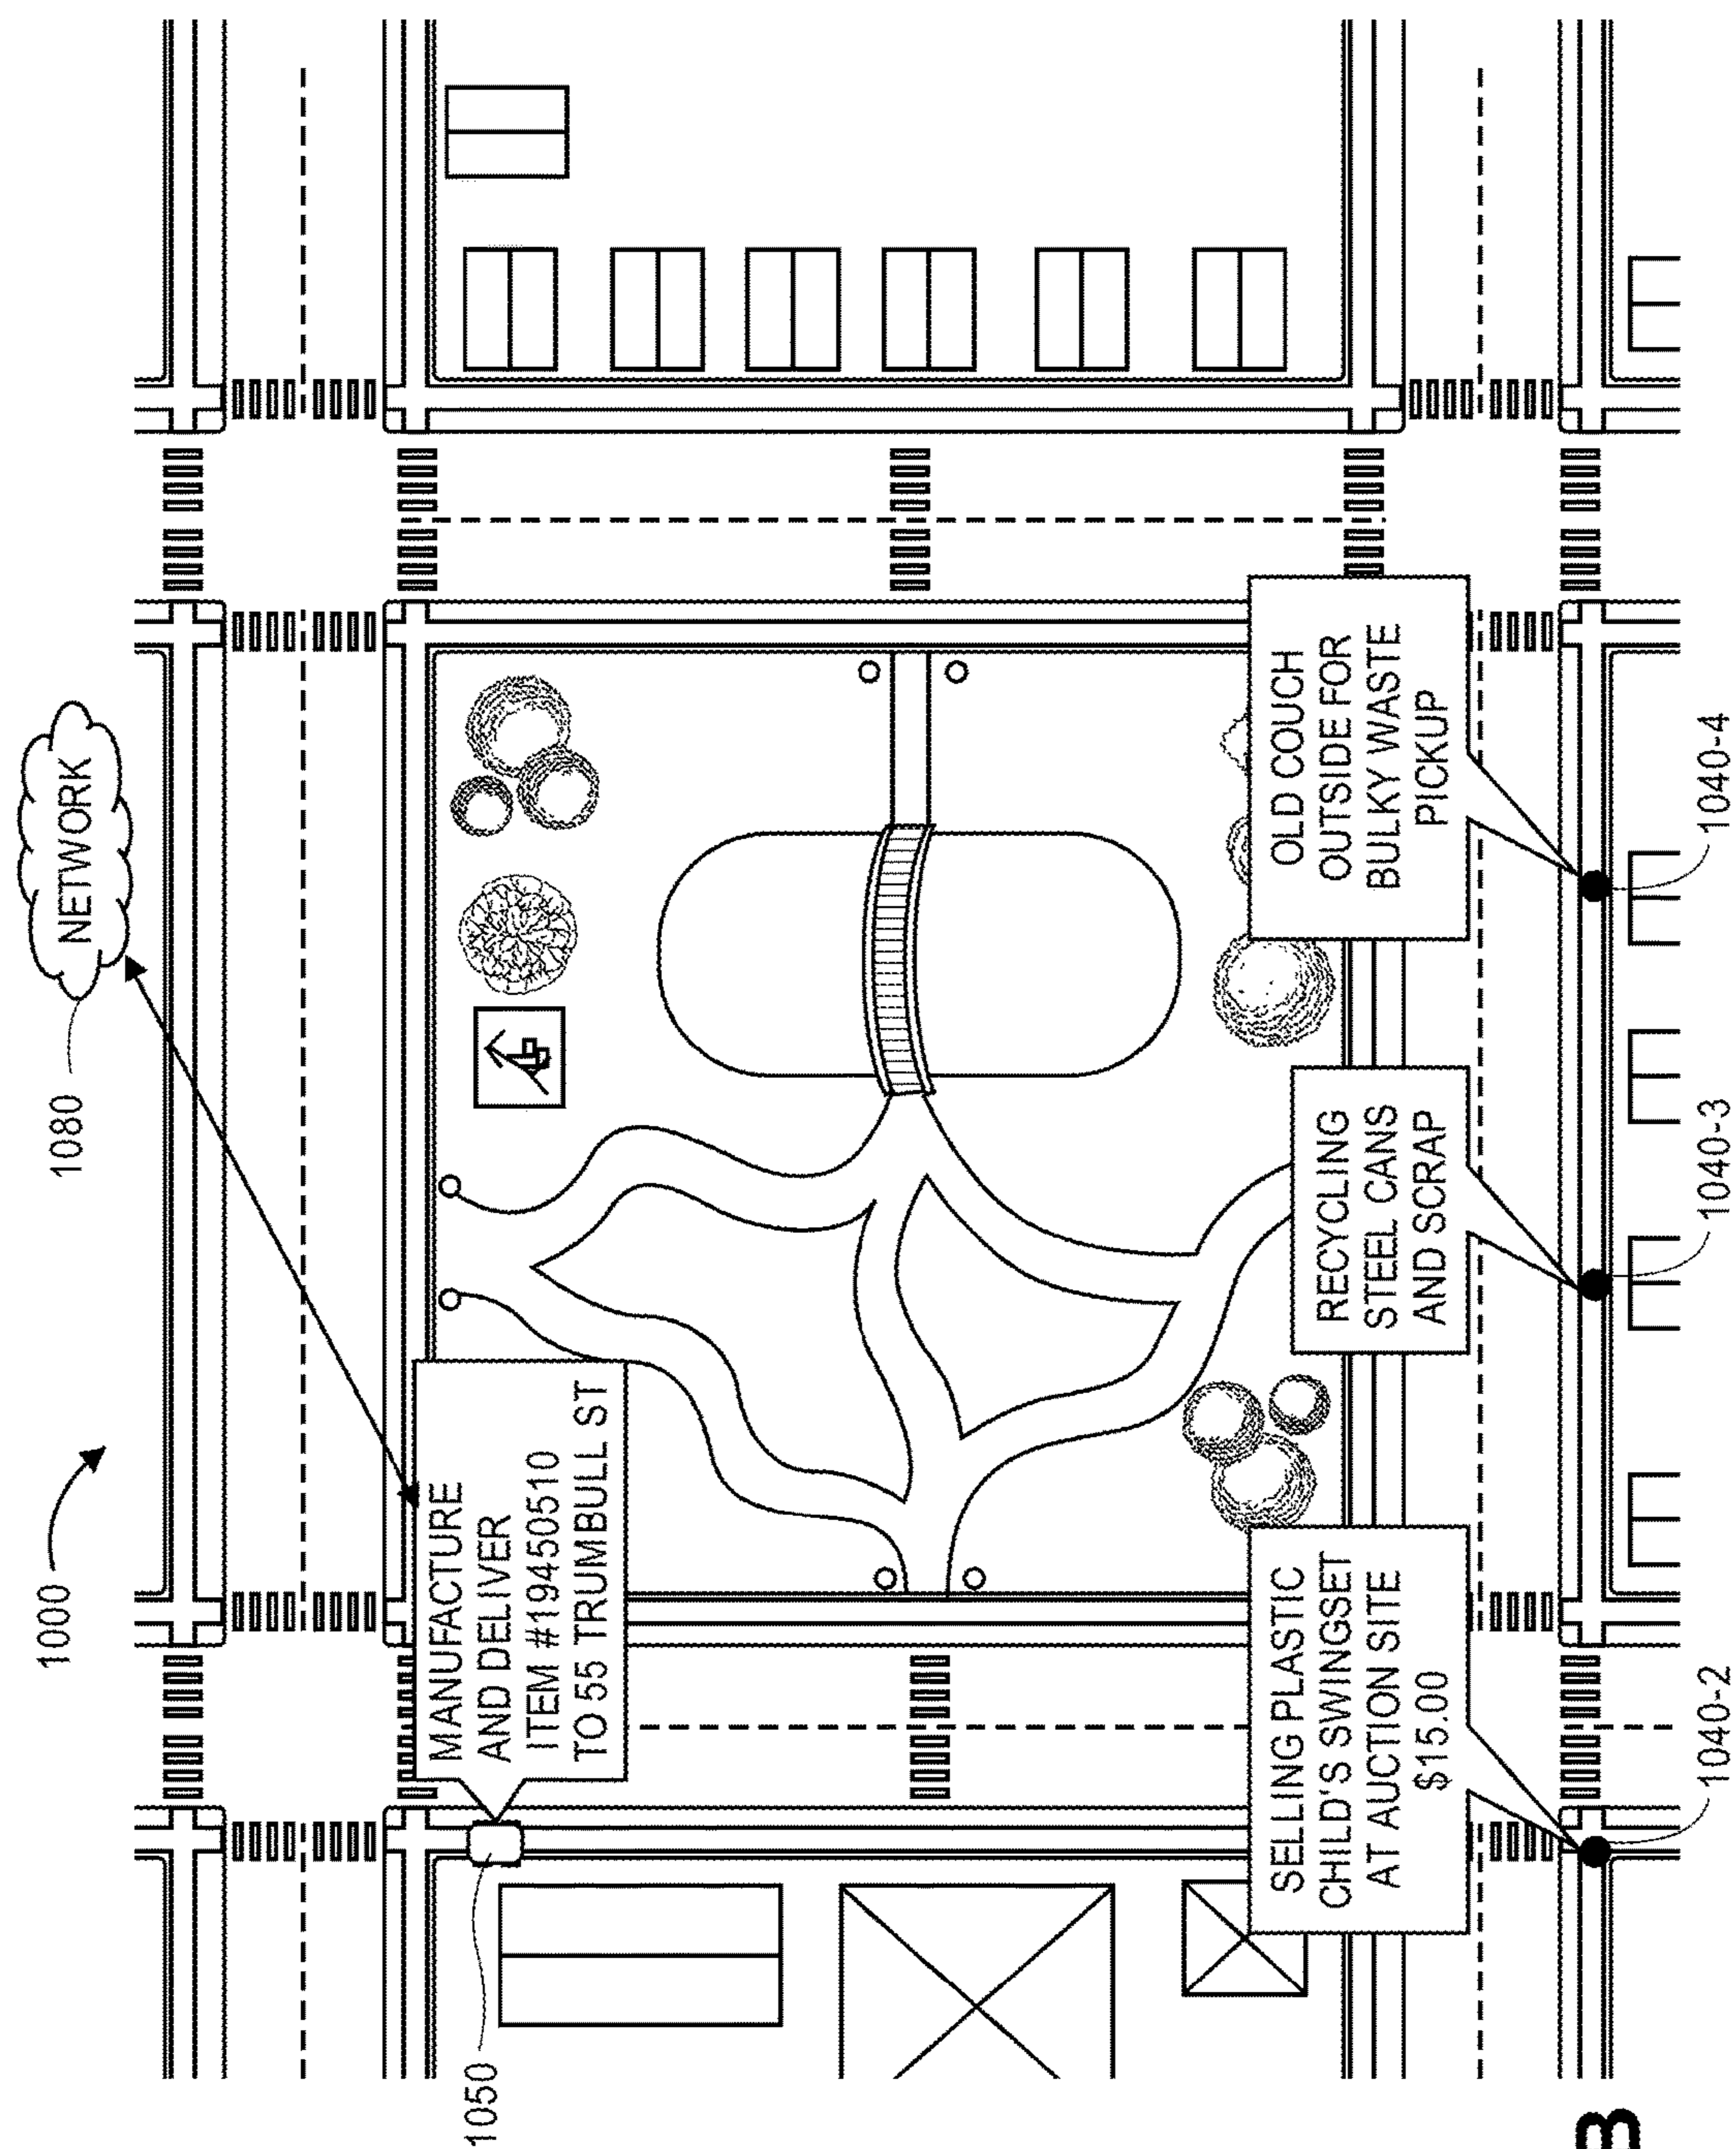 1000
1080
NETWORK
1050
MANUFACTURE
AND DELIVER
ITEM #19450510
TO 55 TRUMBULL ST
SELLING PLASTIC
CHILD'S SWINGSET
AT AUCTION SITE
$15.00
1040-2
RECYCLING
STEEL CANS
AND SCRAP
1040-3
OLD COUCH
OUTSIDE FOR
BULKY WASTE
PICKUP
1040-4